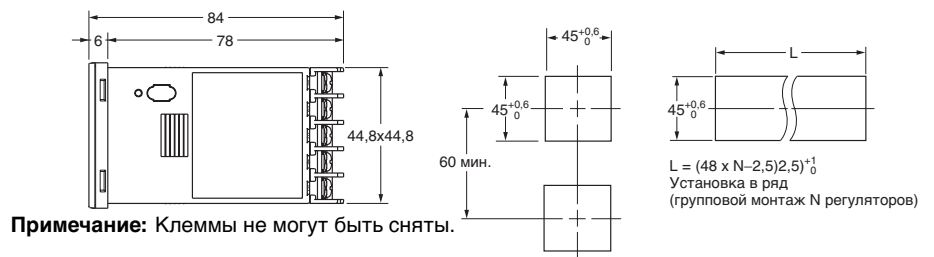 84
6
78
44,8x44,8
45+0,6 0
45+0,6 0
60 мин.
L
45+0,6 0
L = (48 x N–2,5)2,5)+1 0
Установка в ряд
(групповой монтаж N регуляторов)
Примечание: Клеммы не могут быть сняты.